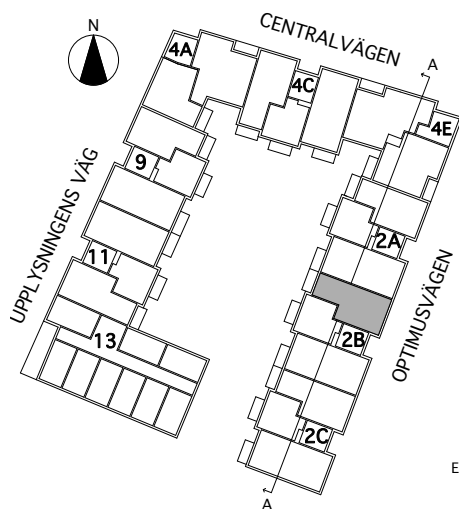 N
CENTRALVÄGEN
A
4A
4C
4E
9
UPPLYSNINGENS VÄG
2A
11
OPTIMUSVÄGEN
13
2B
2C
E
A